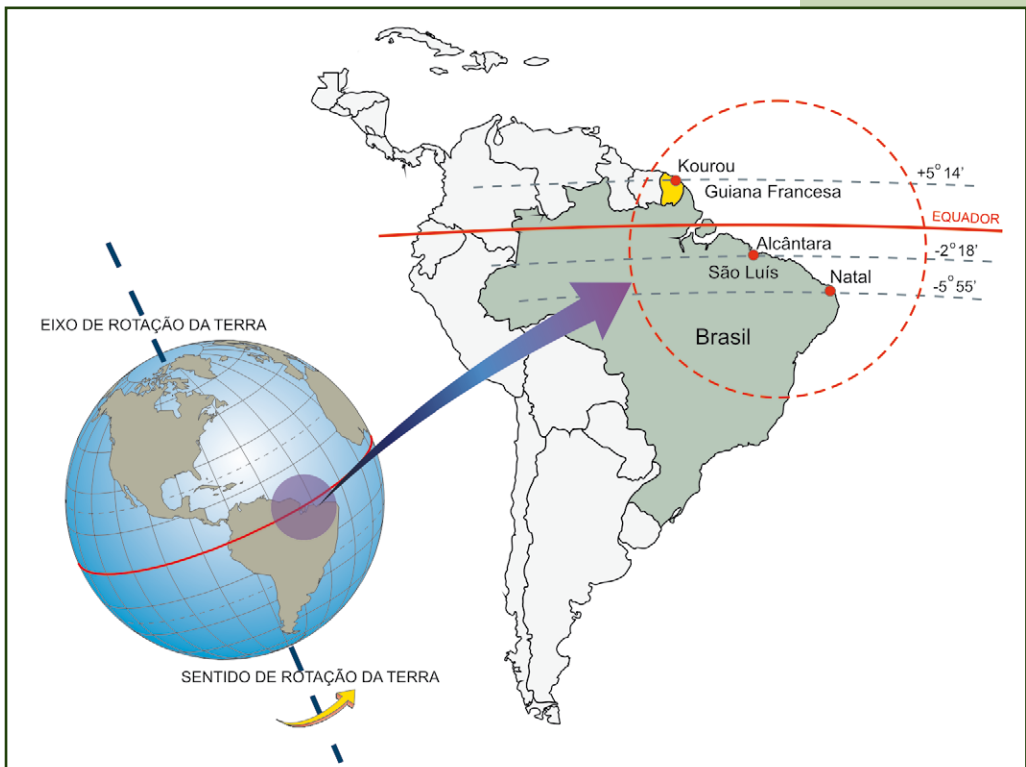 Kourou
+5° 14'
Guiana Francesa
EQUADOR
Alcântara
-2° 18'
São Luís
Natal
-5° 55'
EIXO DE ROTAÇÃO DA TERRA
Brasil
SENTIDO DE ROTAÇÃO DA TERRA